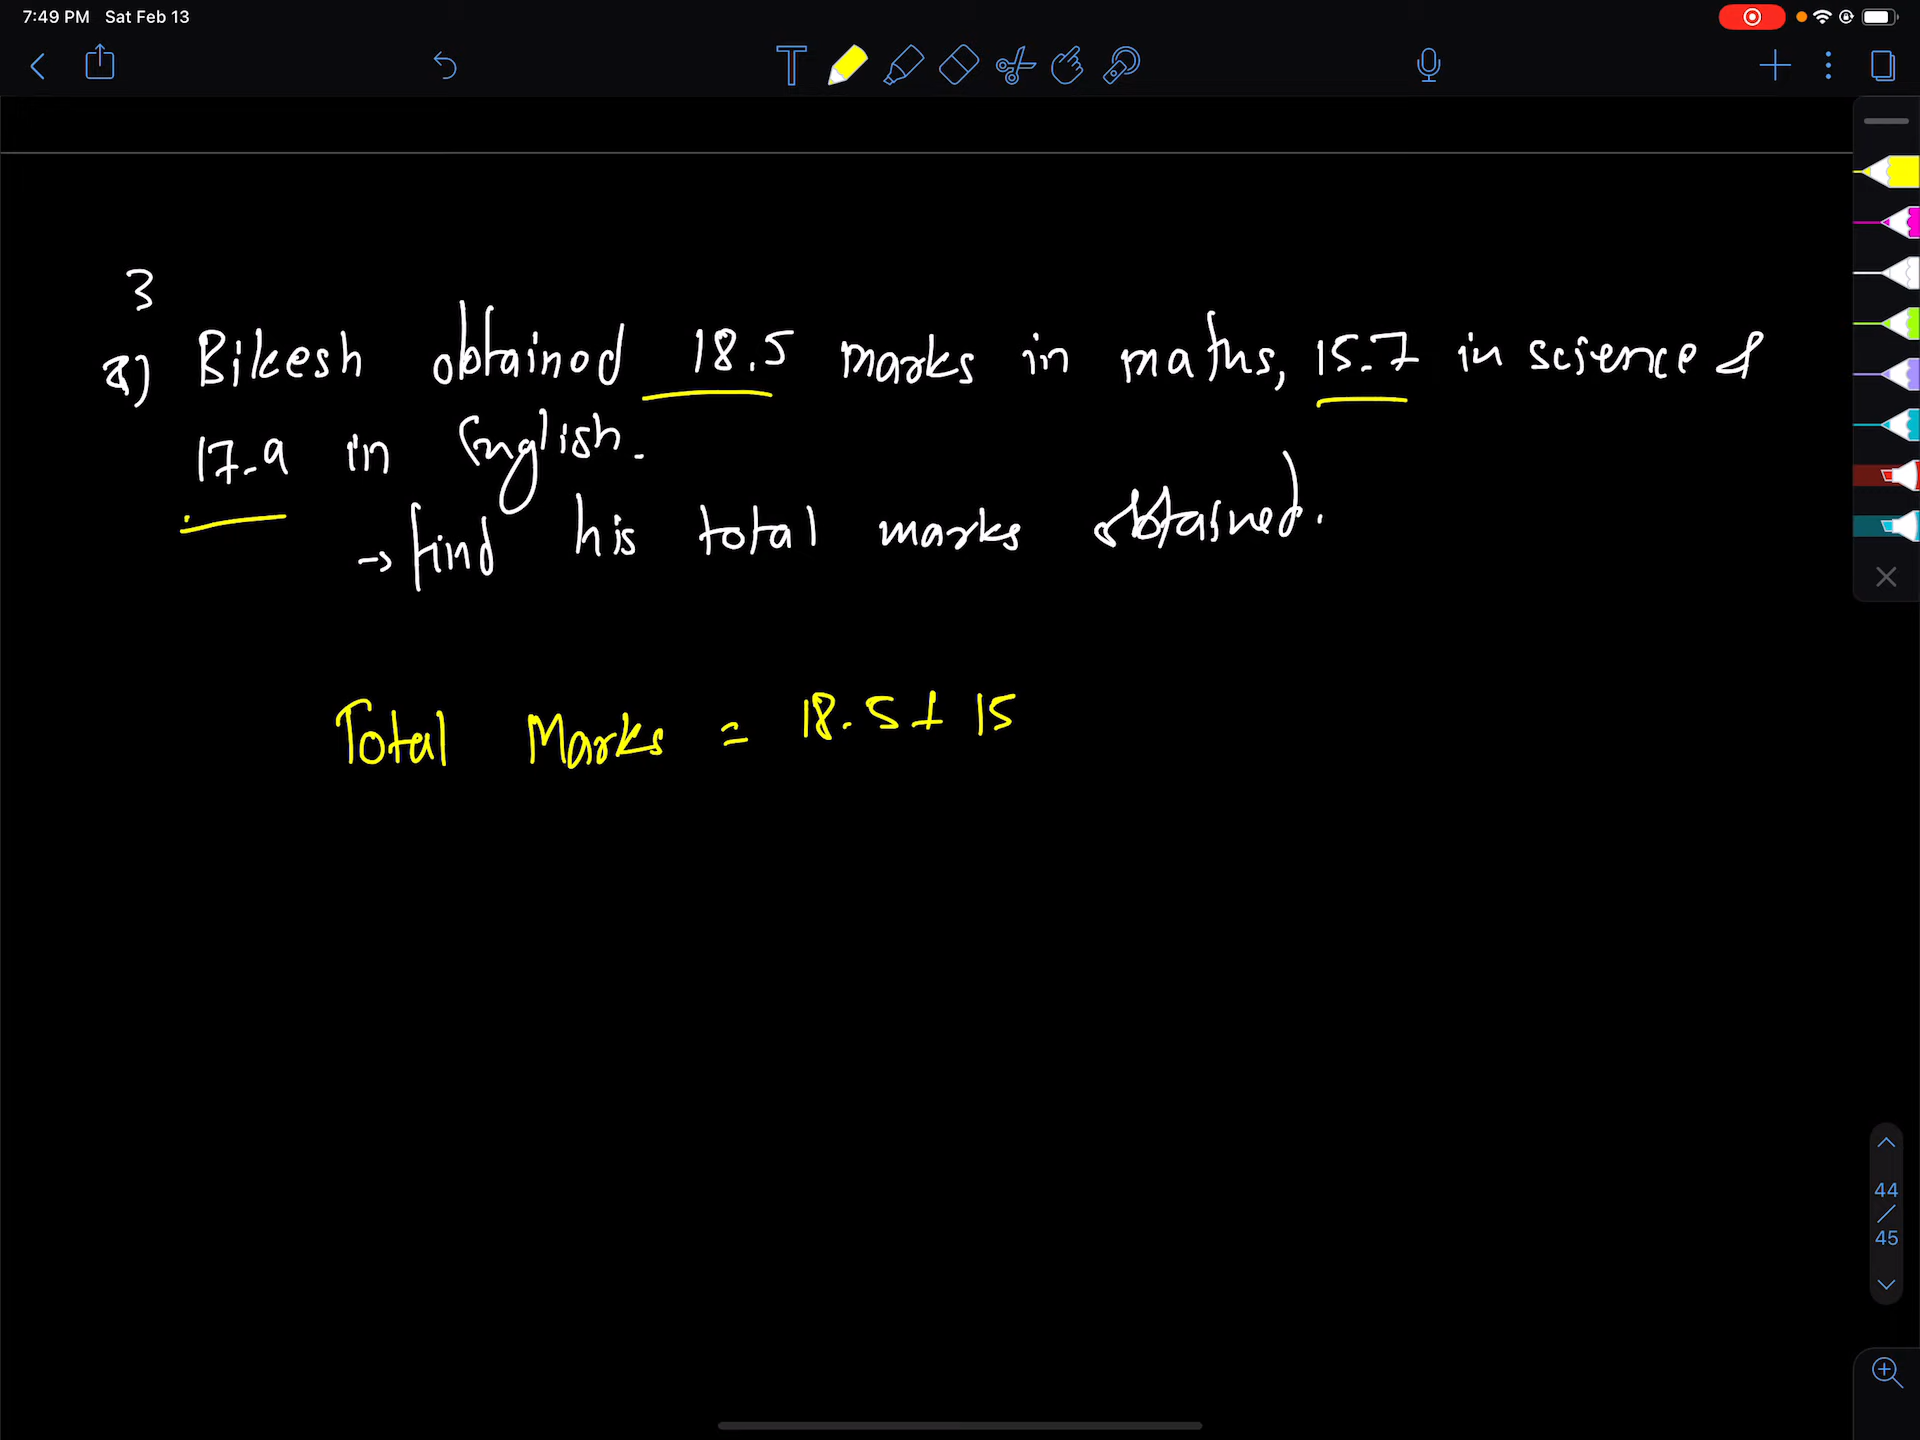 7:49 PM Sat Feb 13
3
a) Bikesh obtained 18.5 marks in maths, 15.7 in science &
17.9 in English.
→ find his total marks obtained.
Total Marks = 18.5 + 15
44
/
45